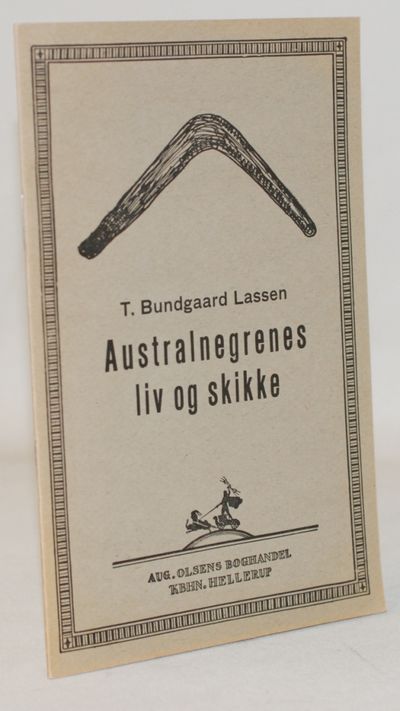 T. Bundgaard Lassen
Australnegrenes
liv og skikke
AUG. OLSENS BOGHANDEL
KBHN. HELLERUP